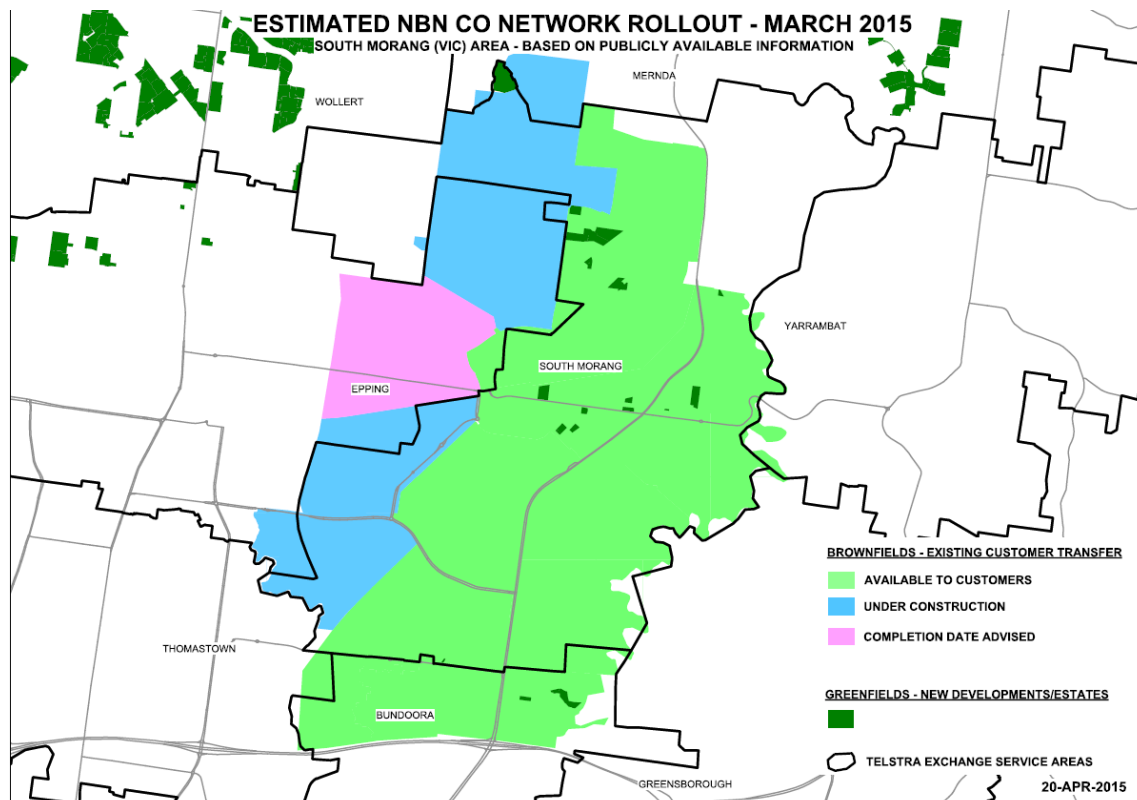 ESTIMATED NBN CO NETWORK ROLLOUT - MARCH 2015
SOUTH MORANG (VIC) AREA - BASED ON PUBLICLY AVAILABLE INFORMATION
MERNDA
WOLLERT
YARRAMBAT
SOUTH MORANG
EPPING
BROWNFIELDS - EXISTING CUSTOMER TRANSFER
AVAILABLE TO CUSTOMERS
UNDER CONSTRUCTION
COMPLETION DATE ADVISED
THOMASTOWN
GREENFIELDS - NEW DEVELOPMENTS/ESTATES
BUNDOORA
TELSTRA EXCHANGE SERVICE AREAS
GREENSBOROUGH
20-APR-2015